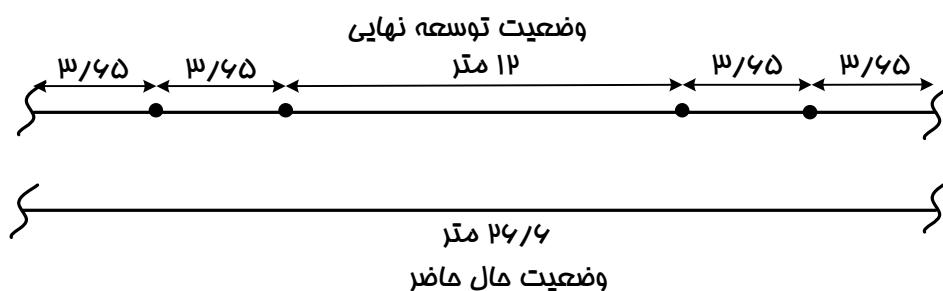 وضعیت توسعه نهایی
۳/۶۵ ۳/۶۵ ۱۲ متر ۳/۶۵ ۳/۶۵
۲۶/۶ متر
وضعیت حال حاضر